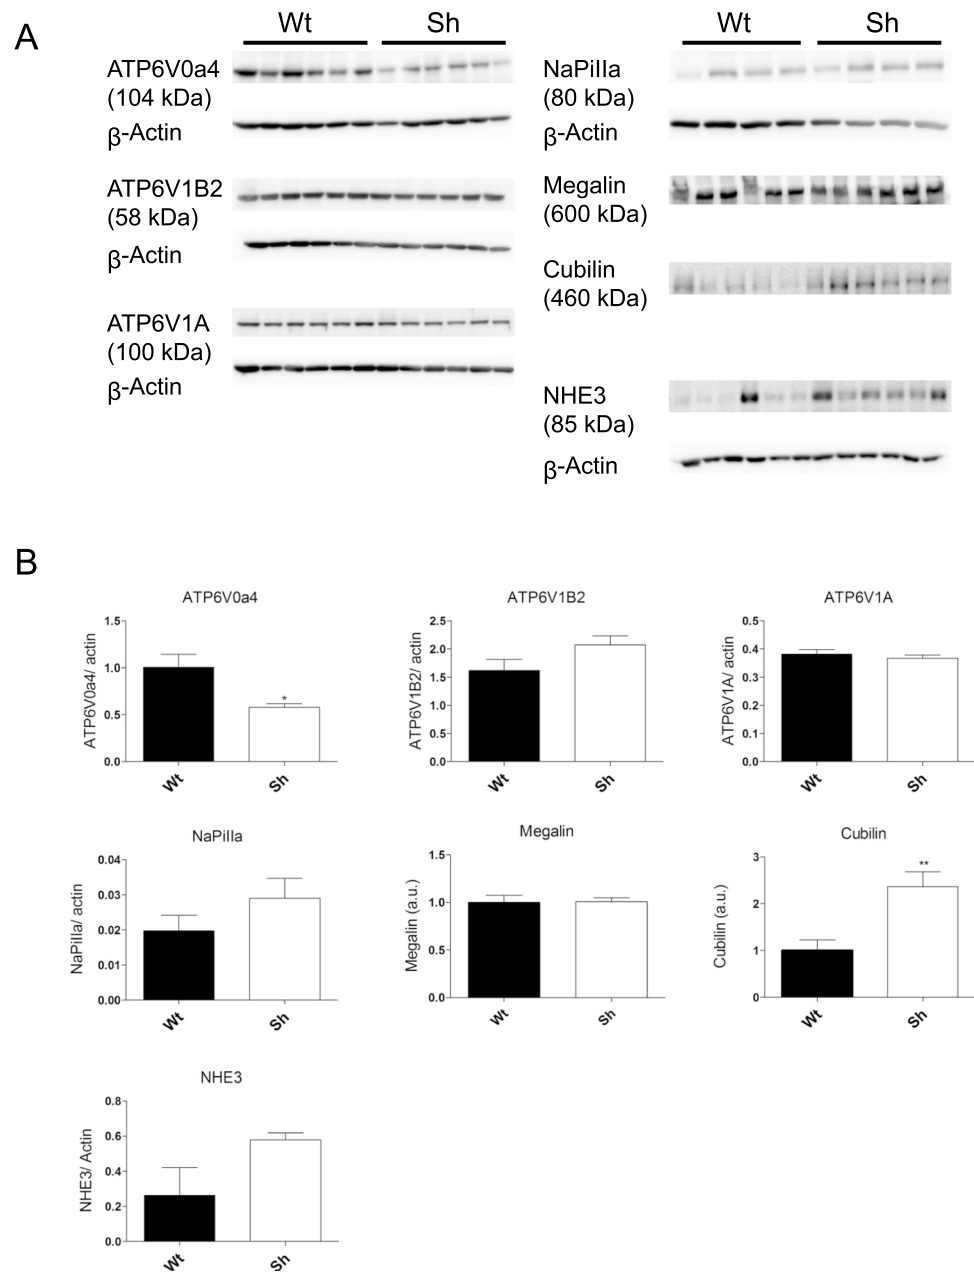 A
Wt
Sh
ATP6V0a4
(104 kDa)
β-Actin
ATP6V1B2
(58 kDa)
β-Actin
ATP6V1A
(100 kDa)
β-Actin
Wt
Sh
NaPiIIa
(80 kDa)
β-Actin
Megalin
(600 kDa)
Cubilin
(460 kDa)
NHE3
(85 kDa)
β-Actin
B
ATP6V0a4
ATP6V0a4/ actin
1.5
1.0
0.5
0.0
*
Wt
Sh
ATP6V1B2
ATP6V1B2/ actin
2.5
2.0
1.5
1.0
0.5
0.0
Wt
Sh
ATP6V1A
ATP6V1A/ actin
0.5
0.4
0.3
0.2
0.1
0.0
Wt
Sh
NaPiIIa
NaPiIIa/ actin
0.04
0.03
0.02
0.01
0.00
Wt
Sh
Megalin
Megalin (a.u.)
1.5
1.0
0.5
0.0
Wt
Sh
Cubilin
Cubilin (a.u.)
3
2
1
0
**
Wt
Sh
NHE3
NHE3/ Actin
0.8
0.6
0.4
0.2
0.0
Wt
Sh